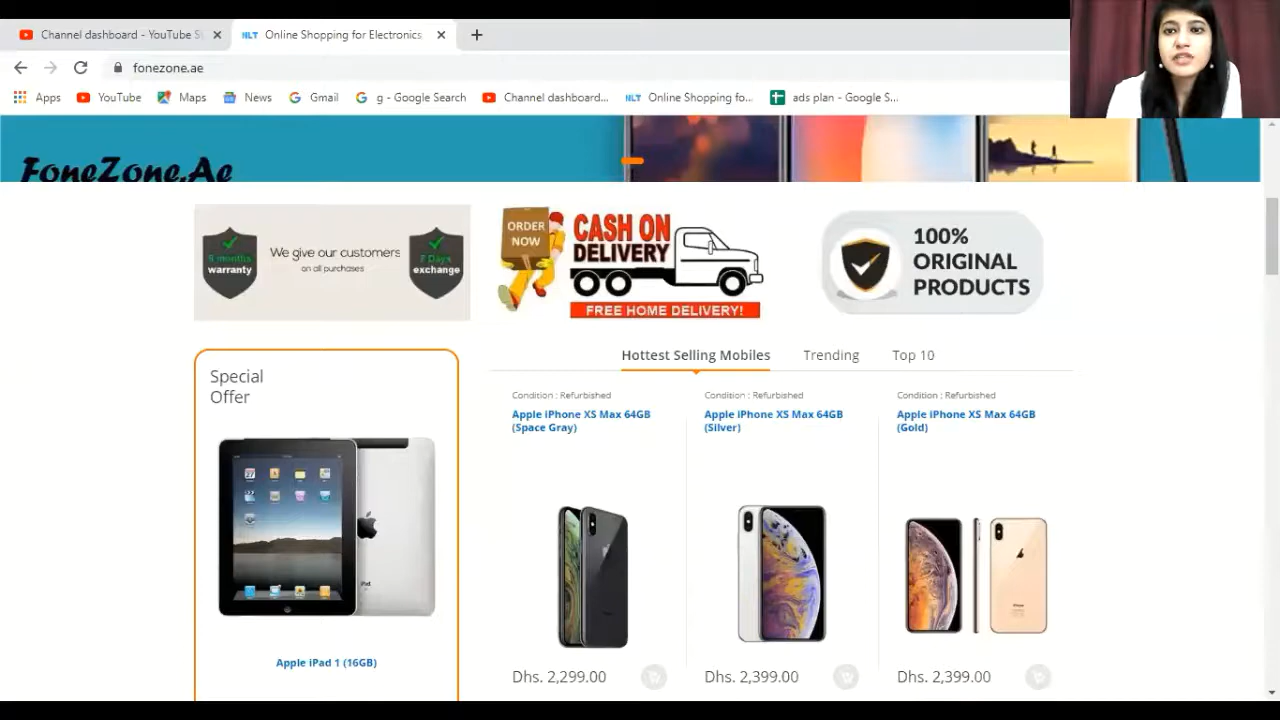 Channel dashboard - YouTube S
NLT Online Shopping for Electronics
fonezone.ae
Apps YouTube Maps News Gmail g - Google Search Channel dashboard... NLT Online Shopping fo... ads plan - Google S...
FoneZone.Ae
6 months
warranty
We give our customers
on all purchases
7 Days
exchange
ORDER
NOW
CASH ON
DELIVERY
FREE HOME DELIVERY!
100%
ORIGINAL
PRODUCTS
Special
Offer
Apple iPad 1 (16GB)
Hottest Selling Mobiles Trending Top 10
Condition : Refurbished
Apple iPhone XS Max 64GB
(Space Gray)
Dhs. 2,299.00
Condition : Refurbished
Apple iPhone XS Max 64GB
(Silver)
Dhs. 2,399.00
Condition : Refurbished
Apple iPhone XS Max 64GB
(Gold)
Dhs. 2,399.00